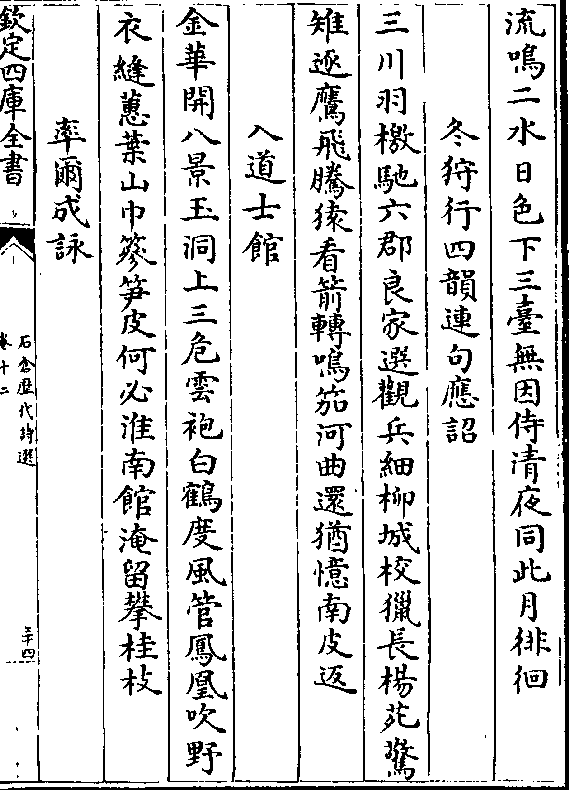 流鳴二水日色下三臺無因侍清夜同此月徘徊
冬狩行四韻連句應詔
三川羽檄馳六郡良家選觀兵細柳城校獵長楊苑驚
雉逐鷹飛騰猿看箭轉鳴笳河曲還猶憶南皮返
入道士館
金華開八景玉洞上三危雲袍白鶴度風管鳳凰吹野
衣縫蕙葉山巾篸笋皮何必淮南館淹留攀桂枝
率爾成詠
欽定四庫全書
石倉歷代詩選
卷十二
三十四